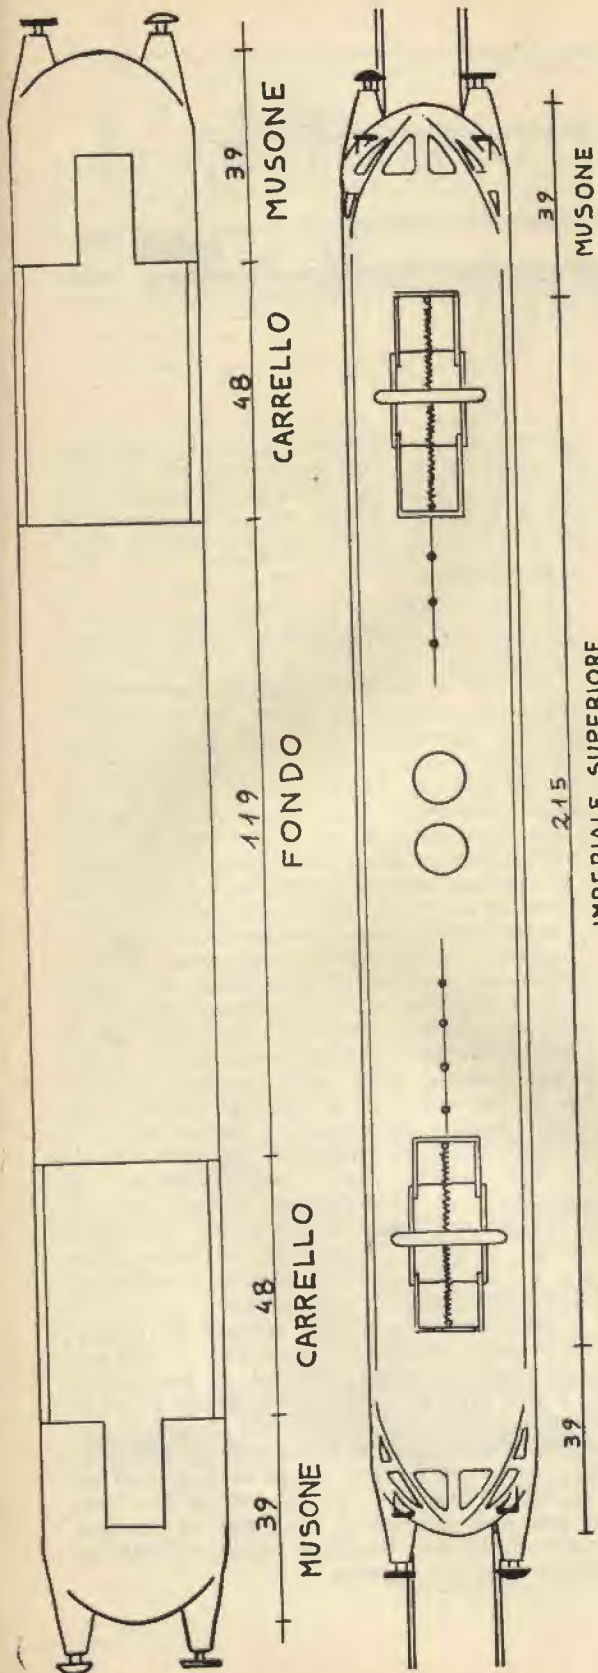 39
MUSONE
48
CARRELLO
119
FONDO
48
CARRELLO
39
MUSONE
39
MUSONE
215
IMPERIALE SUPERIORE
39